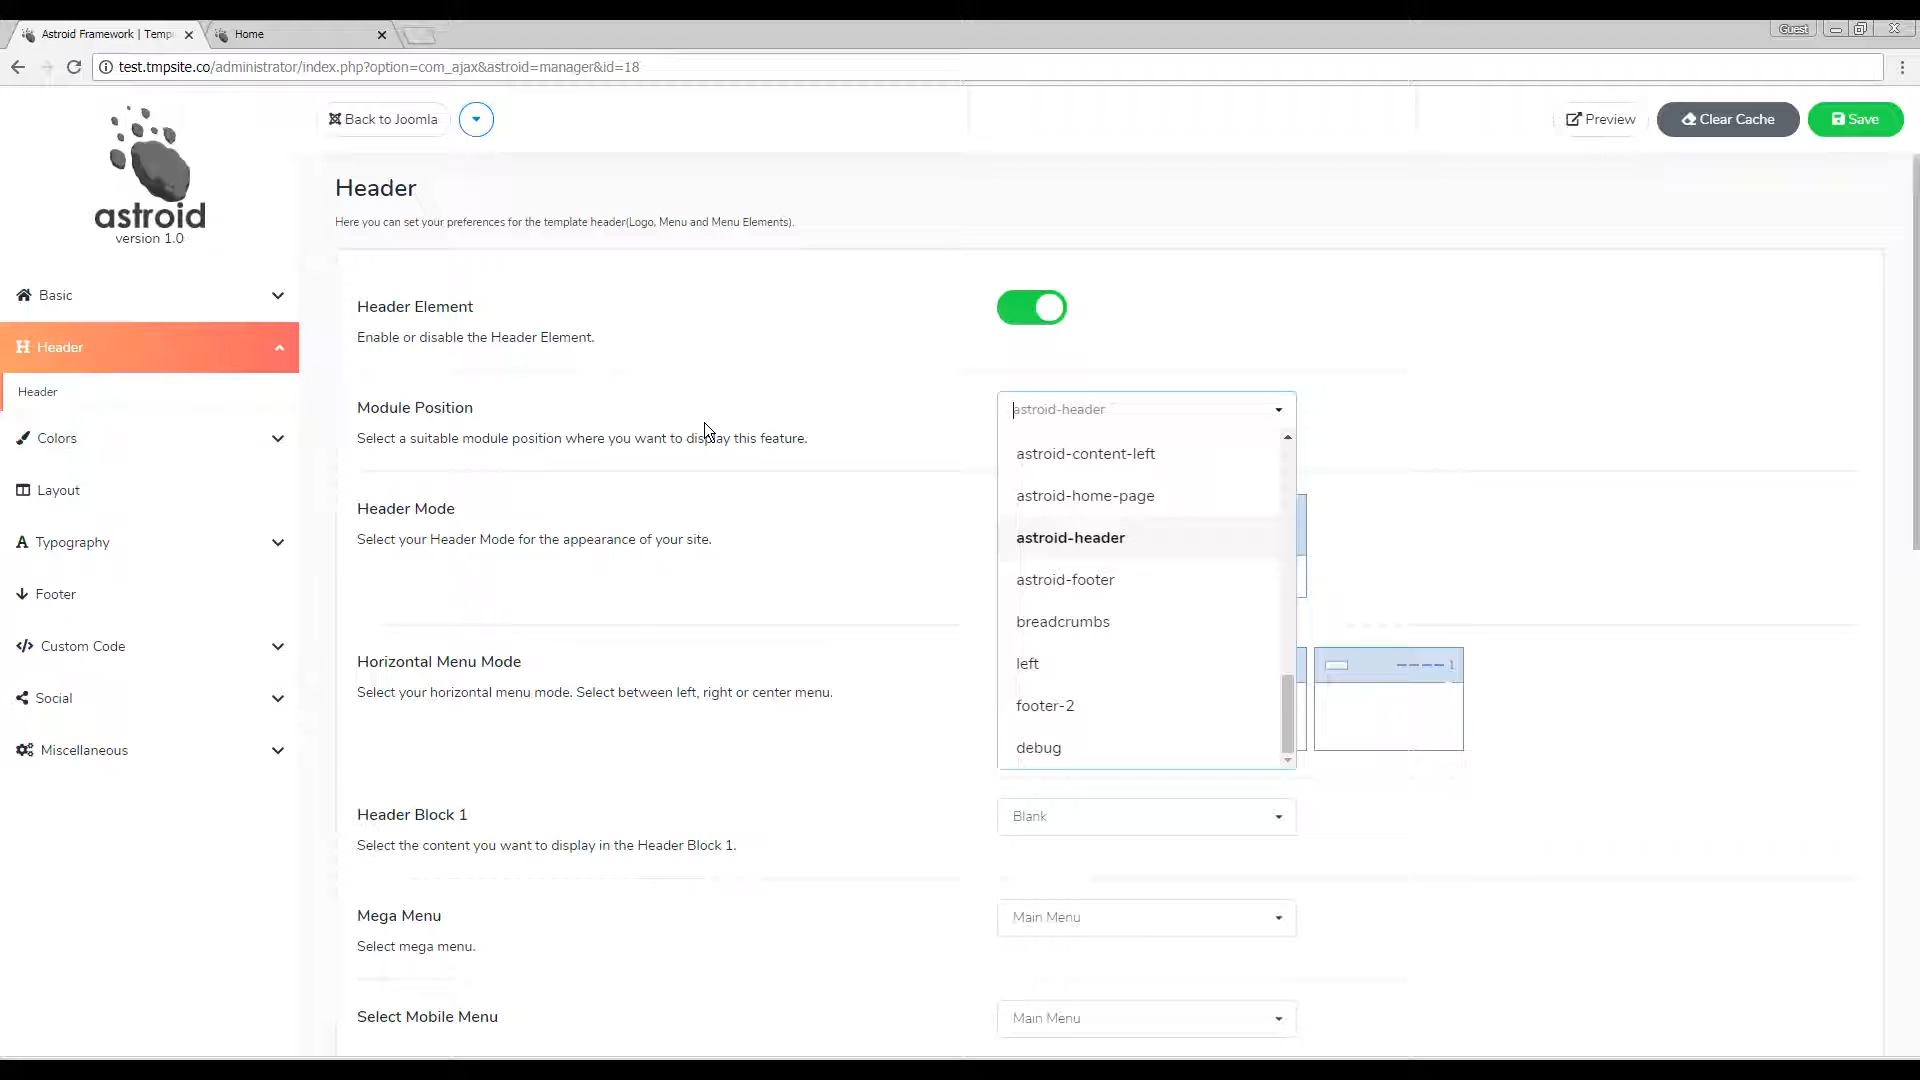 Astroid Framework | Temp
Home
Guest
test.tmpsite.co/administrator/index.php?option=com_ajax&astroid=manager&id=18
astroid
version 1.0
Back to Joomla
Preview
Clear Cache
Save
Basic
Header
Header
Colors
Layout
Typography
Footer
Custom Code
Social
Miscellaneous
Header
Here you can set your preferences for the template header(Logo, Menu and Menu Elements).
Header Element
Enable or disable the Header Element.
Module Position
Select a suitable module position where you want to display this feature.
astroid-header
astroid-content-left
astroid-home-page
astroid-header
astroid-footer
breadcrumbs
left
footer-2
debug
Header Mode
Select your Header Mode for the appearance of your site.
Horizontal Menu Mode
Select your horizontal menu mode. Select between left, right or center menu.
1
Header Block 1
Select the content you want to display in the Header Block 1.
Blank
Mega Menu
Select mega menu.
Main Menu
Select Mobile Menu
Main Menu